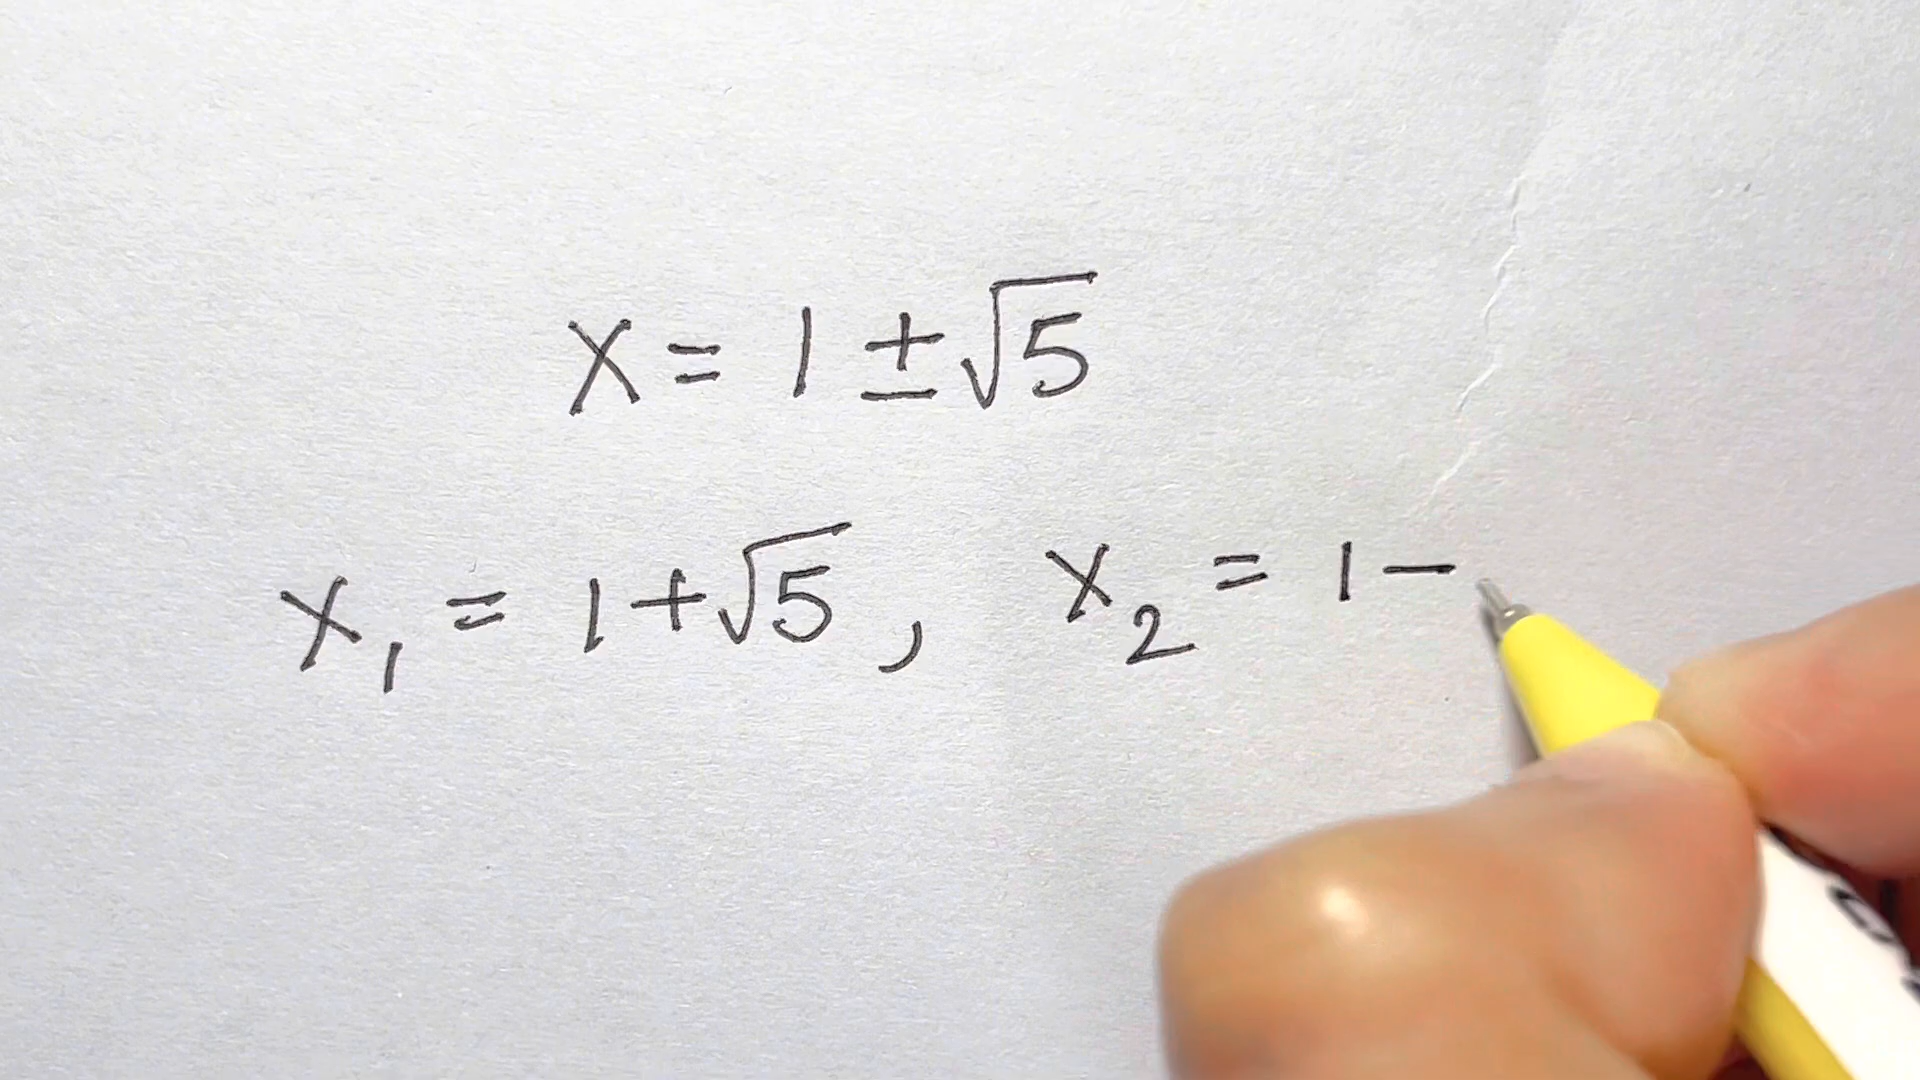 x = 1 ± √5
x₁ = 1 + √5 , x₂ = 1 −